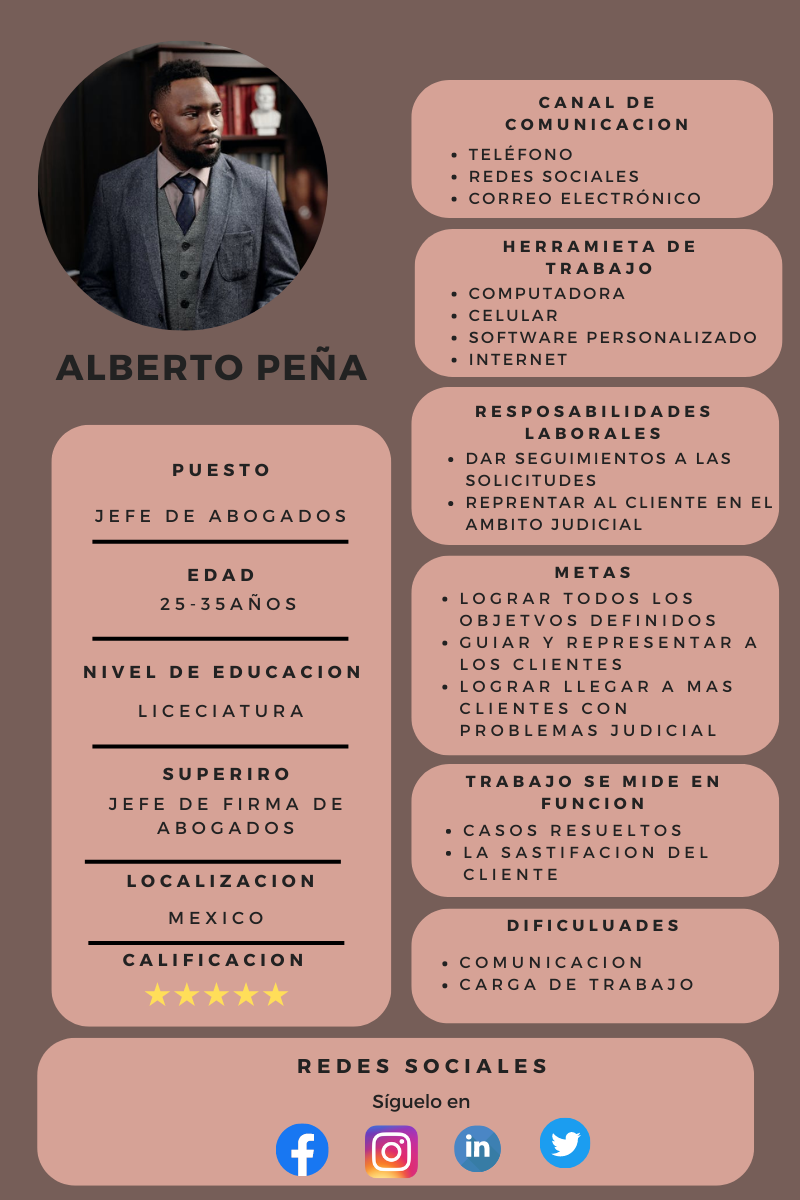 ALBERTO PEÑA
PUESTO
JEFE DE ABOGADOS
EDAD
25-35AÑOS
NIVEL DE EDUCACION
LICECIATURA
SUPERIRO
JEFE DE FIRMA DE
ABOGADOS
LOCALIZACION
MEXICO
CALIFICACION
CANAL DE
COMUNICACION
• TELÉFONO
• REDES SOCIALES
• CORREO ELECTRÓNICO
HERRAMIETA DE
TRABAJO
• COMPUTADORA
• CELULAR
• SOFTWARE PERSONALIZADO
• INTERNET
RESPOSABILIDADES
LABORALES
• DAR SEGUIMIENTOS A LAS
SOLICITUDES
• REPRENTAR AL CLIENTE EN EL
AMBITO JUDICIAL
METAS
• LOGRAR TODOS LOS
OBJETVOS DEFINIDOS
• GUIAR Y REPRESENTAR A
LOS CLIENTES
• LOGRAR LLEGAR A MAS
CLIENTES CON
PROBLEMAS JUDICIAL
TRABAJO SE MIDE EN
FUNCION
• CASOS RESUELTOS
• LA SASTIFACION DEL
CLIENTE
DIFICULUADES
• COMUNICACION
• CARGA DE TRABAJO
REDES SOCIALES
Síguelo en
in